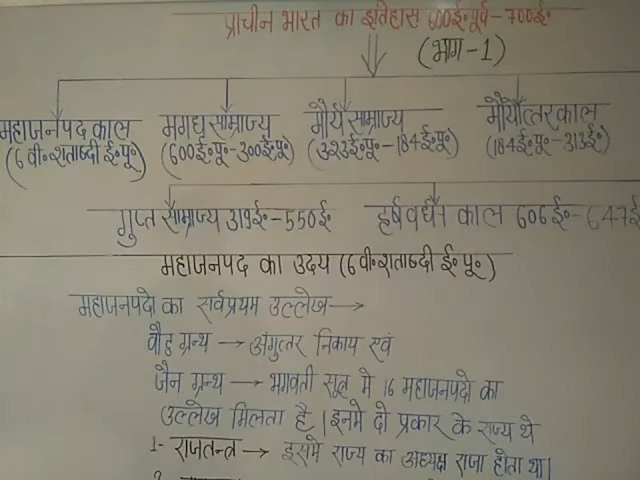 प्राचीन भारत का इतिहास 600ई॰पूर्व-700ई॰
(भाग-1)
महाजनपद काल मगध साम्राज्य मौर्य साम्राज्य मौर्योत्तर काल
(6वी॰शताब्दी ई॰पू॰) (600ई॰पू॰-300ई॰पू॰) (323ई॰पू॰-184ई॰पू॰) (184ई॰पू॰-313ई॰)
गुप्त साम्राज्य 319ई॰-550ई॰ हर्षवर्धन काल 606ई॰-647ई
महाजनपद का उदय (6वी॰शताब्दी ई॰पू॰)
महाजनपदो का सर्वप्रथम उल्लेख→
बौद्ध ग्रन्थ → अंगुत्तर निकाय एवं
जैन ग्रन्थ → भगवती सूत्र मे 16 महाजनपदो का
उल्लेख मिलता है।इनमे दो प्रकार के राज्य थे
1- राजतन्त्र → इसमे राज्य का अध्यक्ष राजा होता था।